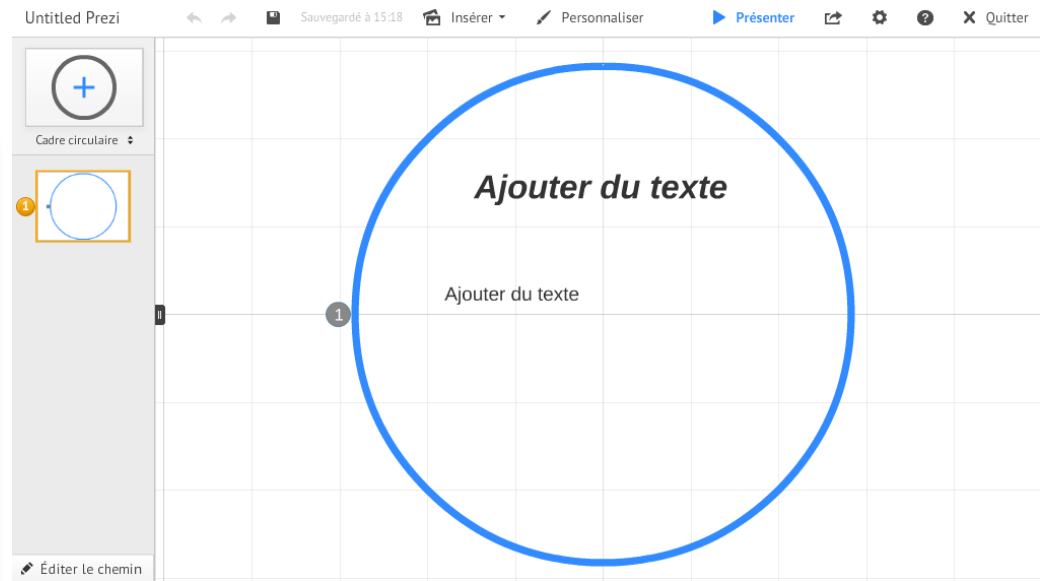 Untitled Prezi
Sauvegardé à 15:18
Insérer
Personnaliser
Présenter
Quitter
Cadre circulaire
1
Ajouter du texte
Ajouter du texte
1
Éditer le chemin